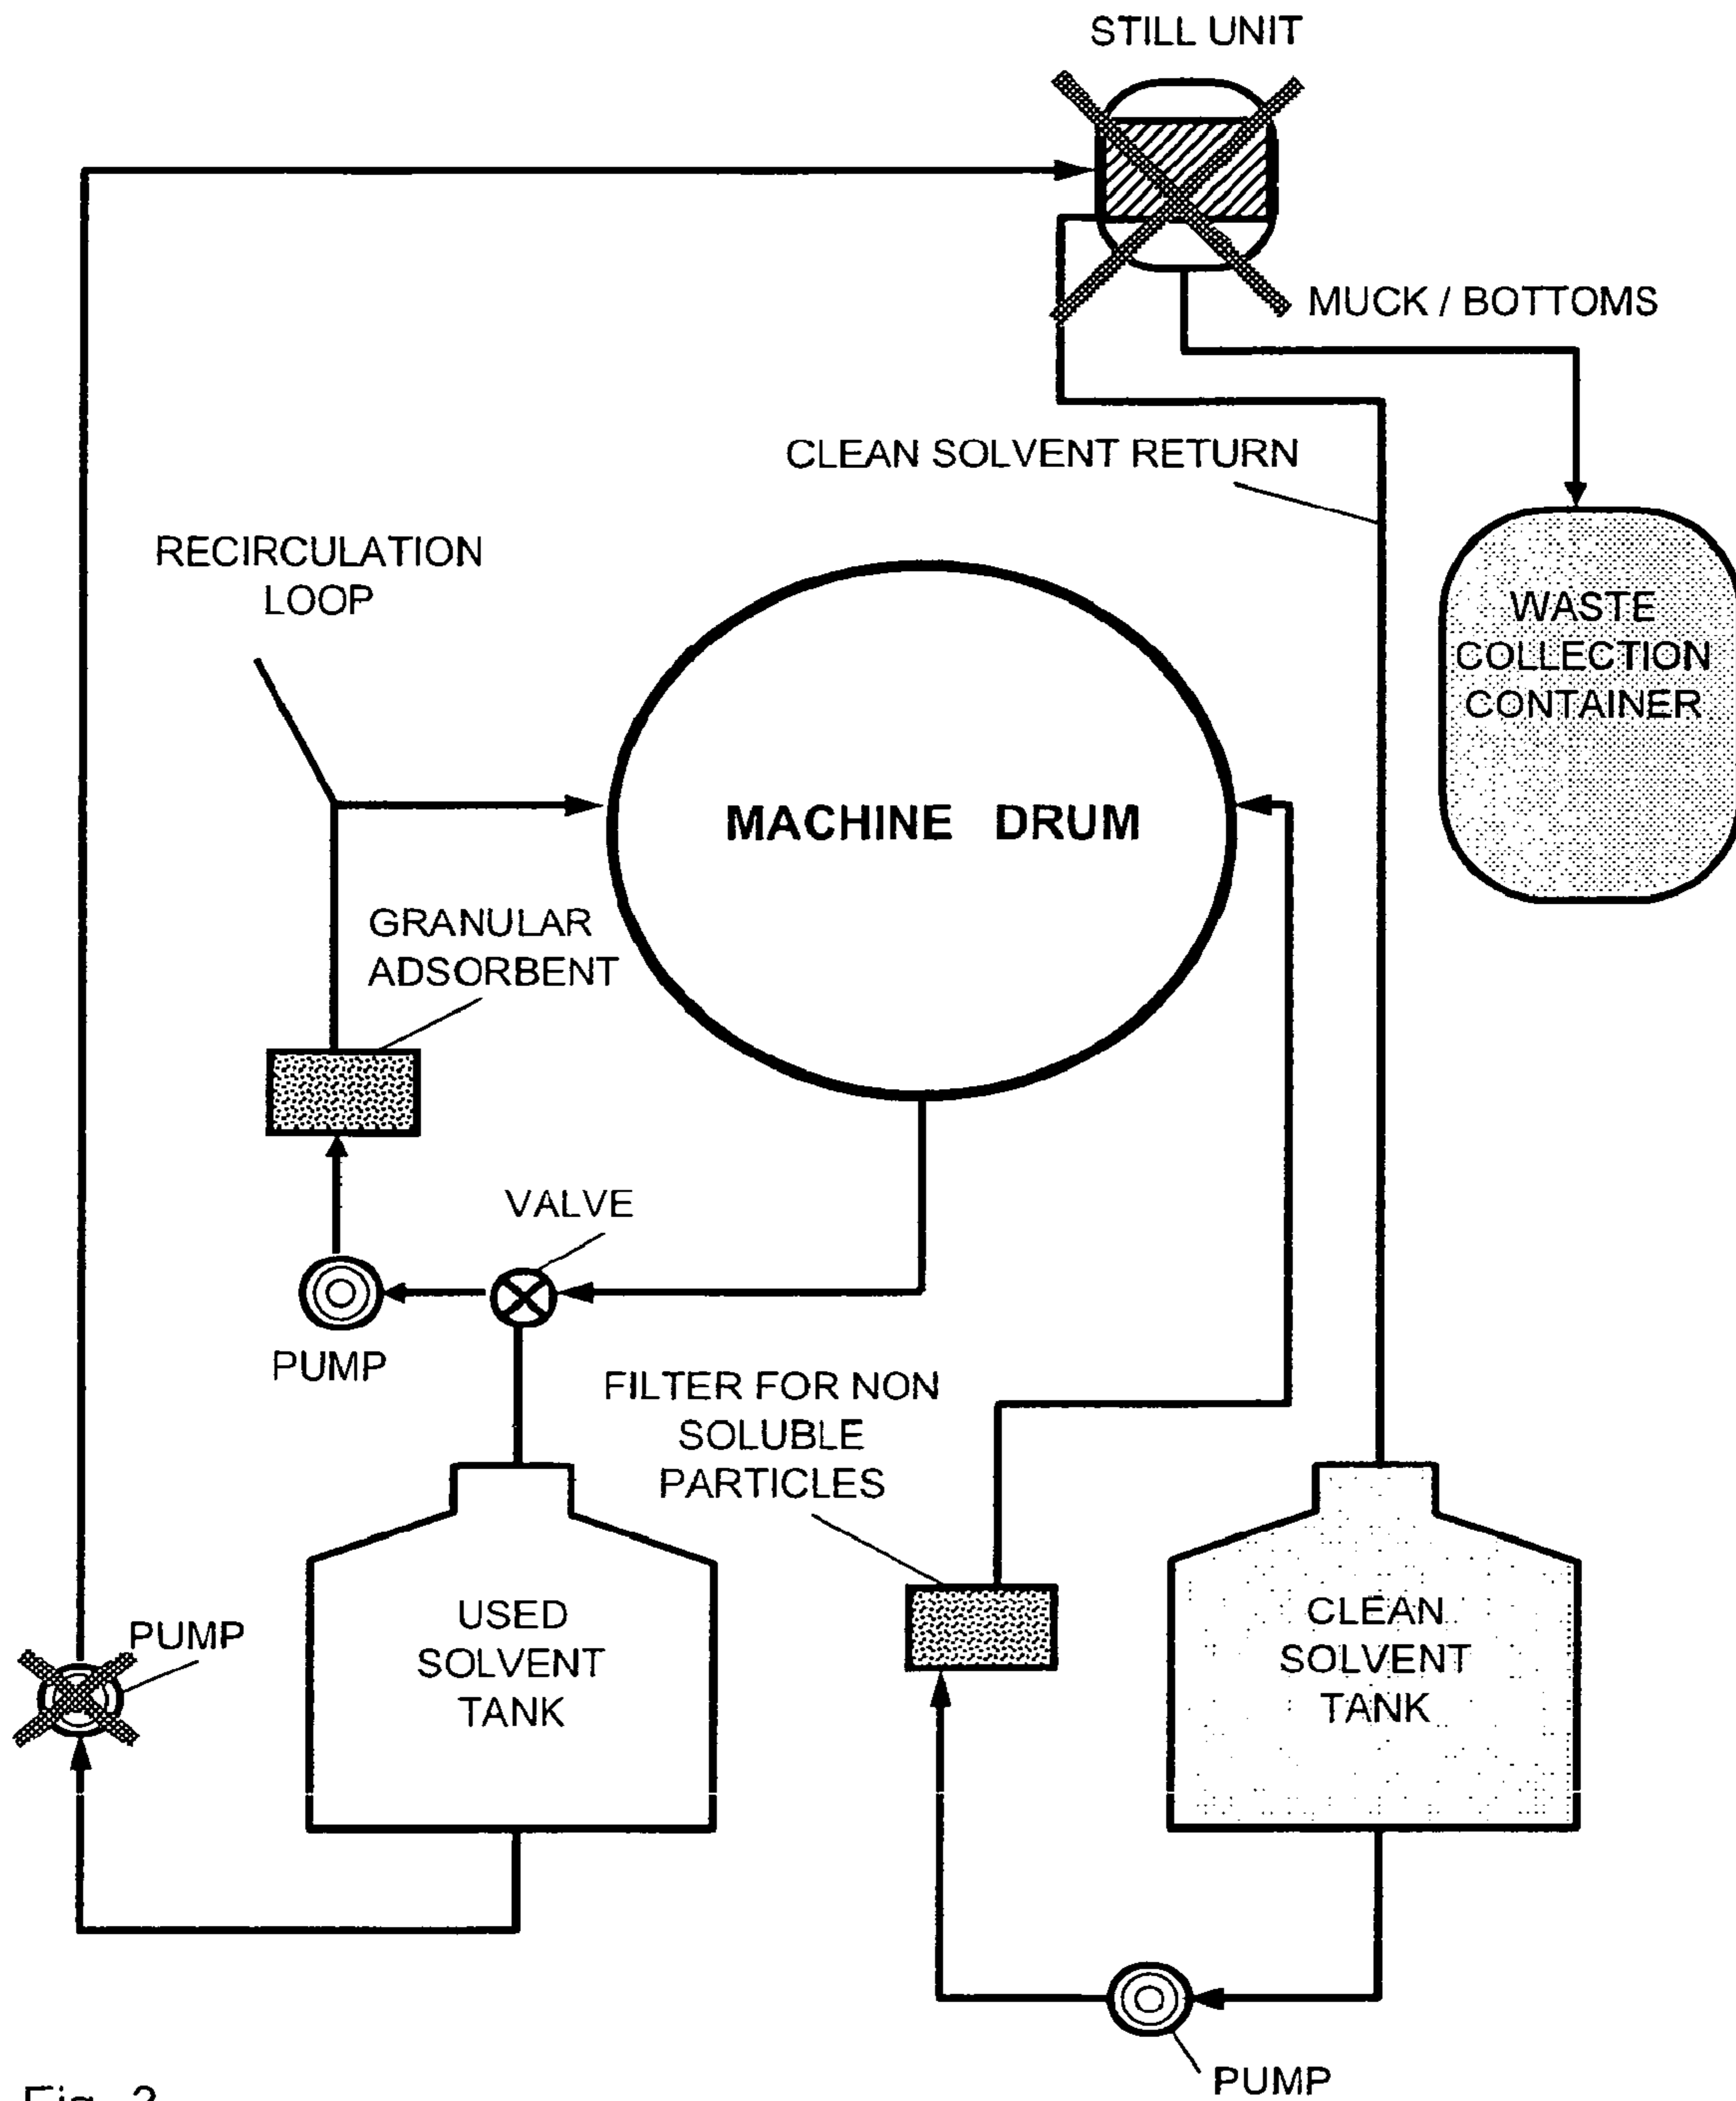 STILL UNIT
MUCK / BOTTOMS
CLEAN SOLVENT RETURN
RECIRCULATION
LOOP
WASTE
COLLECTION
CONTAINER
MACHINE DRUM
GRANULAR
ADSORBENT
VALVE
PUMP
FILTER FOR NON
SOLUBLE
PARTICLES
PUMP
USED
SOLVENT
TANK
CLEAN
SOLVENT
TANK
PUMP